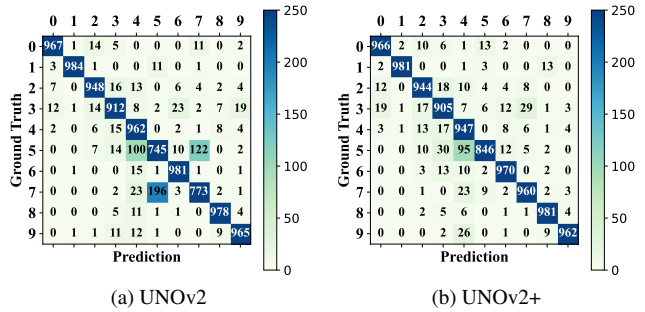 0 1 2 3 4 5 6 7 8 9
0 967 1 14 5 0 0 0 11 0 2
1 3 984 1 0 0 11 0 1 0 0
2 7 0 948 16 13 0 6 4 2 4
3 12 1 14 912 8 2 23 2 7 19
4 2 0 6 15 962 0 2 1 8 4
5 0 0 7 14 100 745 10 122 0 2
6 0 1 0 0 15 1 981 1 0 1
7 0 0 0 2 23 196 3 773 2 1
8 0 0 0 5 11 1 1 0 978 4
9 0 1 1 11 12 1 0 0 9 965
Ground Truth
Prediction
250
200
150
100
50
0
(a) UNOv2
0 1 2 3 4 5 6 7 8 9
0 966 2 10 6 1 13 2 0 0 0
1 2 981 0 0 1 3 0 0 13 0
2 12 0 944 18 10 4 4 8 0 0
3 19 1 17 905 7 6 12 29 1 3
4 3 1 13 17 947 0 8 6 1 4
5 0 0 10 30 95 846 12 5 2 0
6 0 0 3 13 10 2 970 0 2 0
7 0 1 0 4 23 9 2 960 1 0
8 0 0 2 5 6 0 1 1 981 4
9 0 0 0 2 26 0 1 0 9 962
Ground Truth
Prediction
250
200
150
100
50
0
(b) UNOv2+